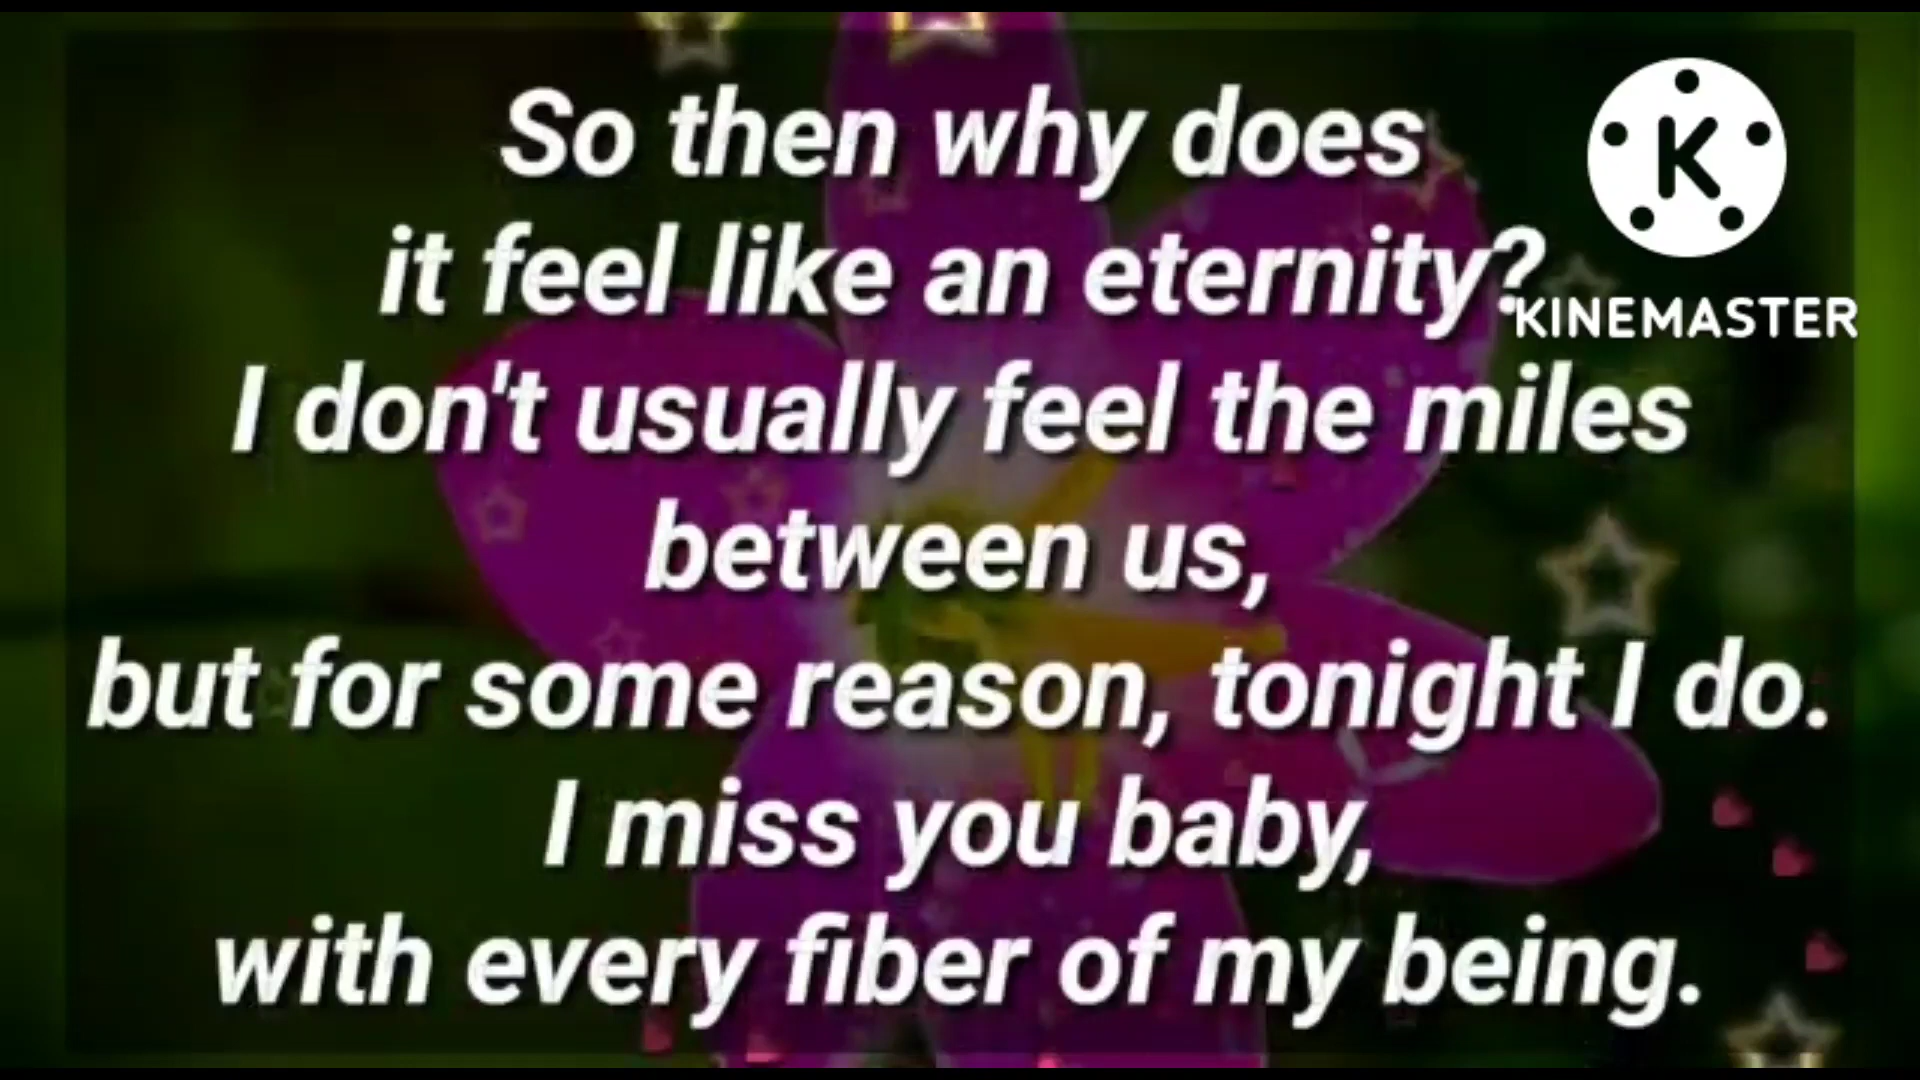 So then why does
it feel like an eternity?
I don't usually feel the miles
between us,
but for some reason, tonight I do.
I miss you baby,
with every fiber of my being.
K
KINEMASTER